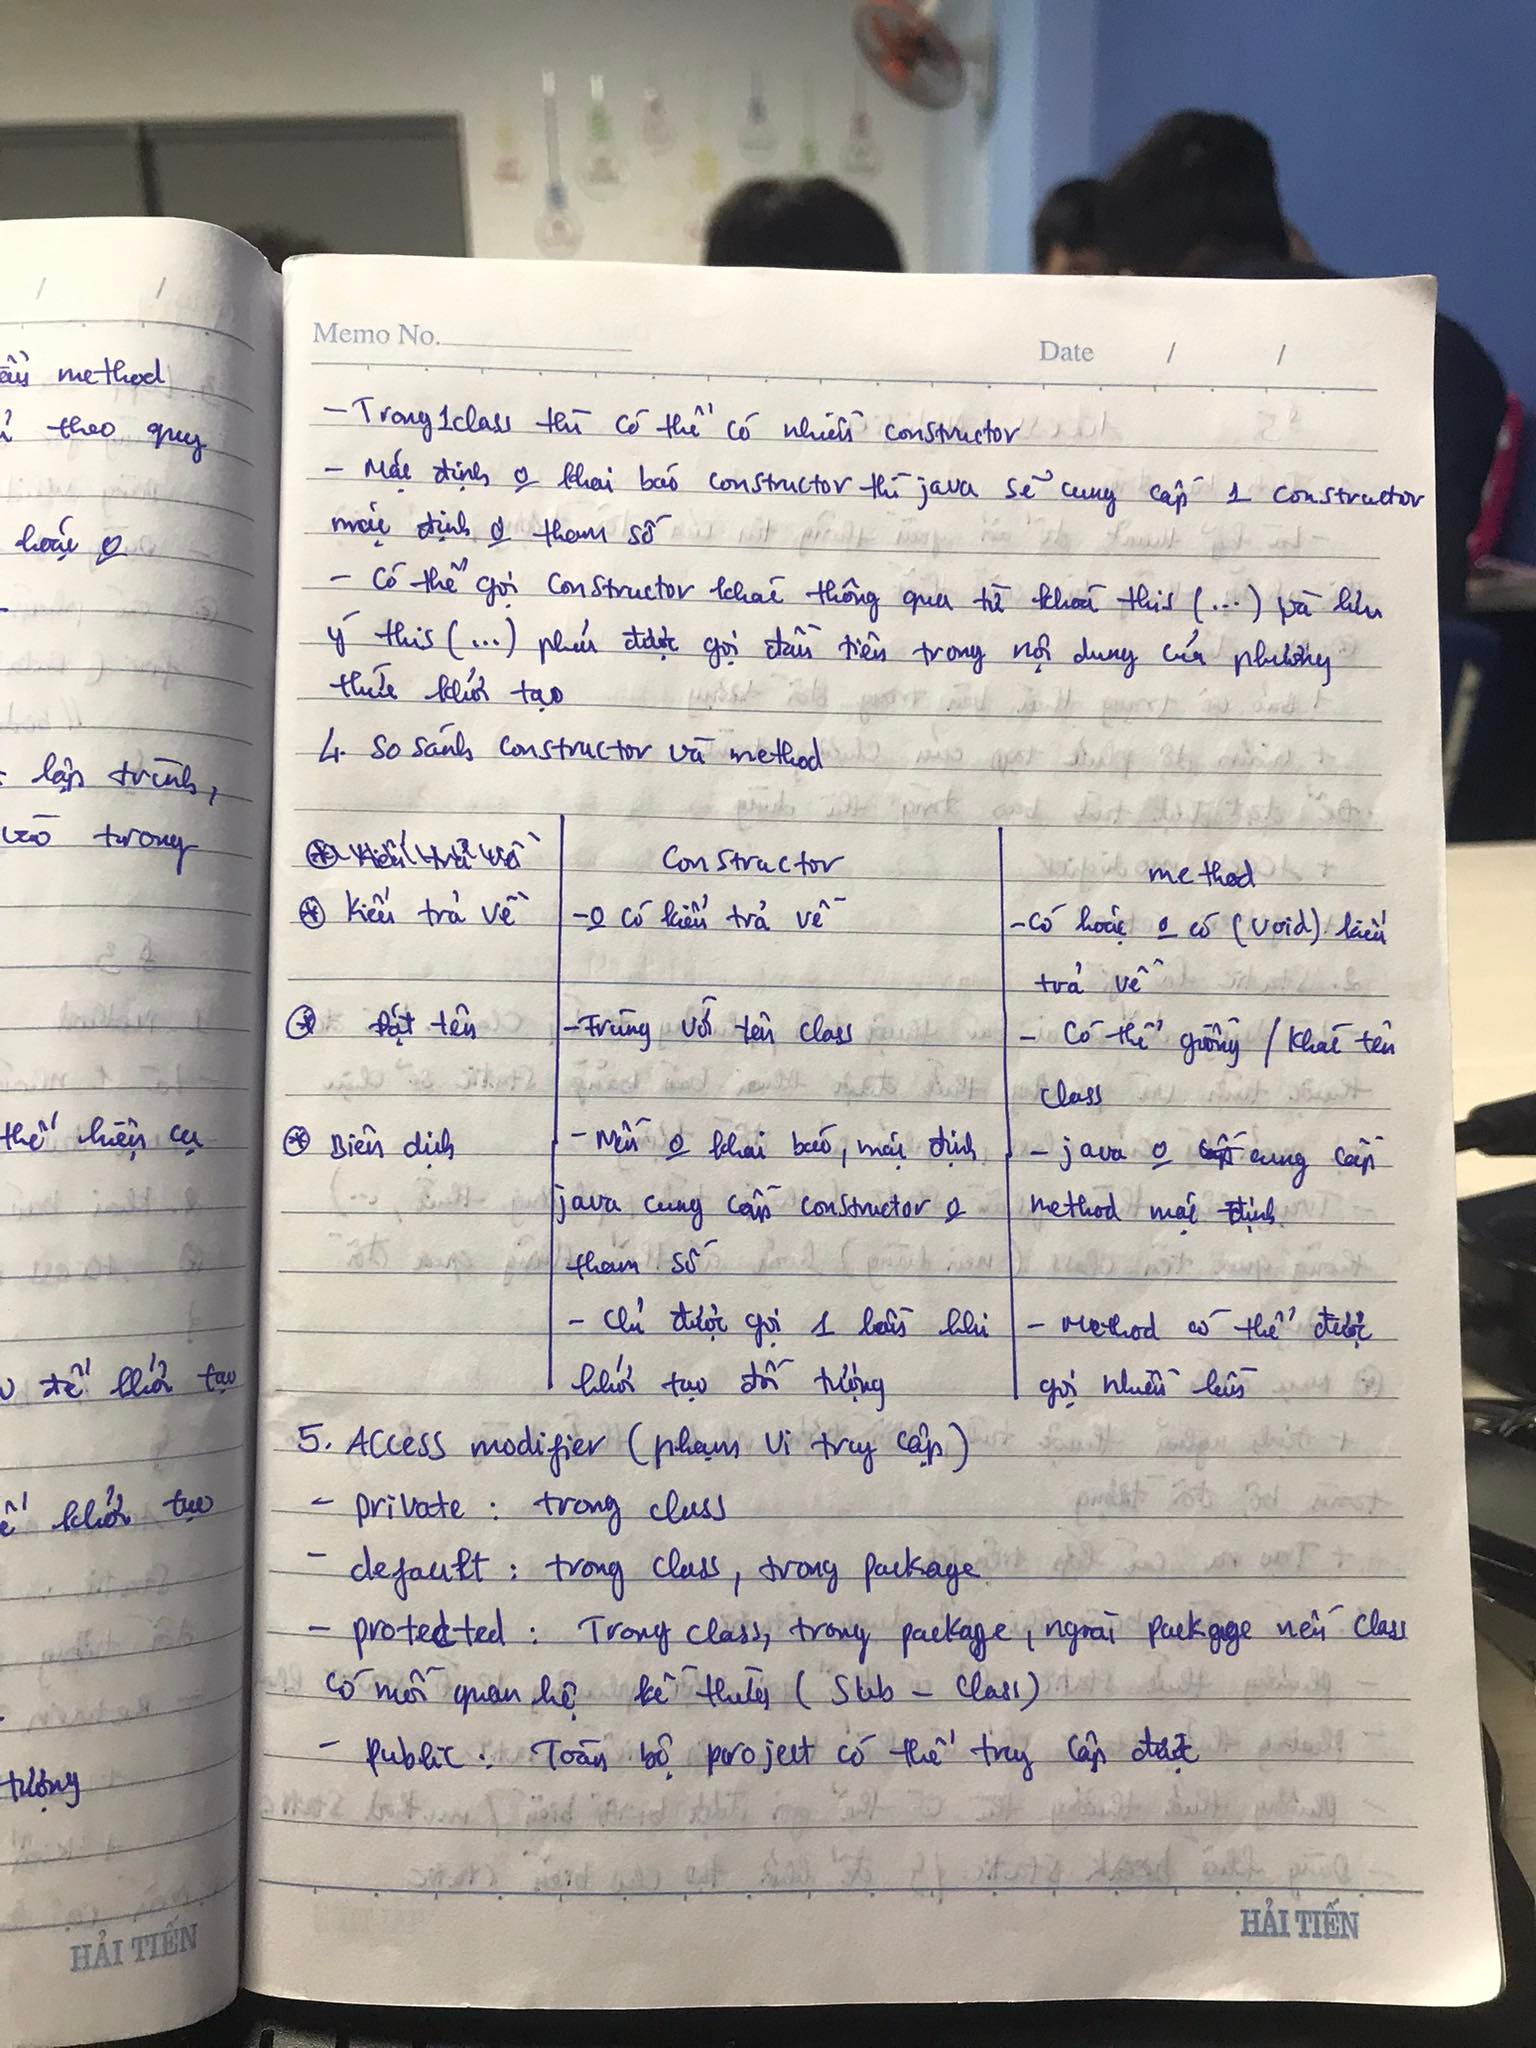 method
theo quy
hoặc o̲
lập trình,
vào trong
thể hiện cụ
để khởi tạo
khởi tạo
tượng
HẢI TIẾN
Memo No.
Date / /
- Trong 1 class thì có thể có nhiều constructor
- Mặc định o̲ khai báo constructor thì java sẽ cung cấp 1 constructor
mặc định o̲ tham số
- Có thể gọi constructor khác thông qua từ khoá this (...) và lưu
ý this (...) phải được gọi đầu tiên trong nội dung của phương
thức khởi tạo
4. So sánh constructor và method
Constructor method
⊛ Kiểu trả về - o̲ có kiểu trả về - Có hoặc o̲ có (void) kiểu
trả về
⊛ Đặt tên - Trùng với tên class - Có thể giống / khác tên
class
⊛ Biên dịch - Nếu o̲ khai báo, mặc định - java o̲ cung cấp
java cung cấp constructor o̲ method mặc định
tham số
- Chỉ được gọi 1 lần khi - Method có thể được
khởi tạo đối tượng gọi nhiều lần
5. Access modifier (phạm vi truy cập)
- private : trong class
- default : trong class, trong package
- protected : Trong class, trong package, ngoài package nếu class
có mối quan hệ kế thừa (Sub - class)
- public : Toàn bộ project có thể truy cập được
HẢI TIẾN